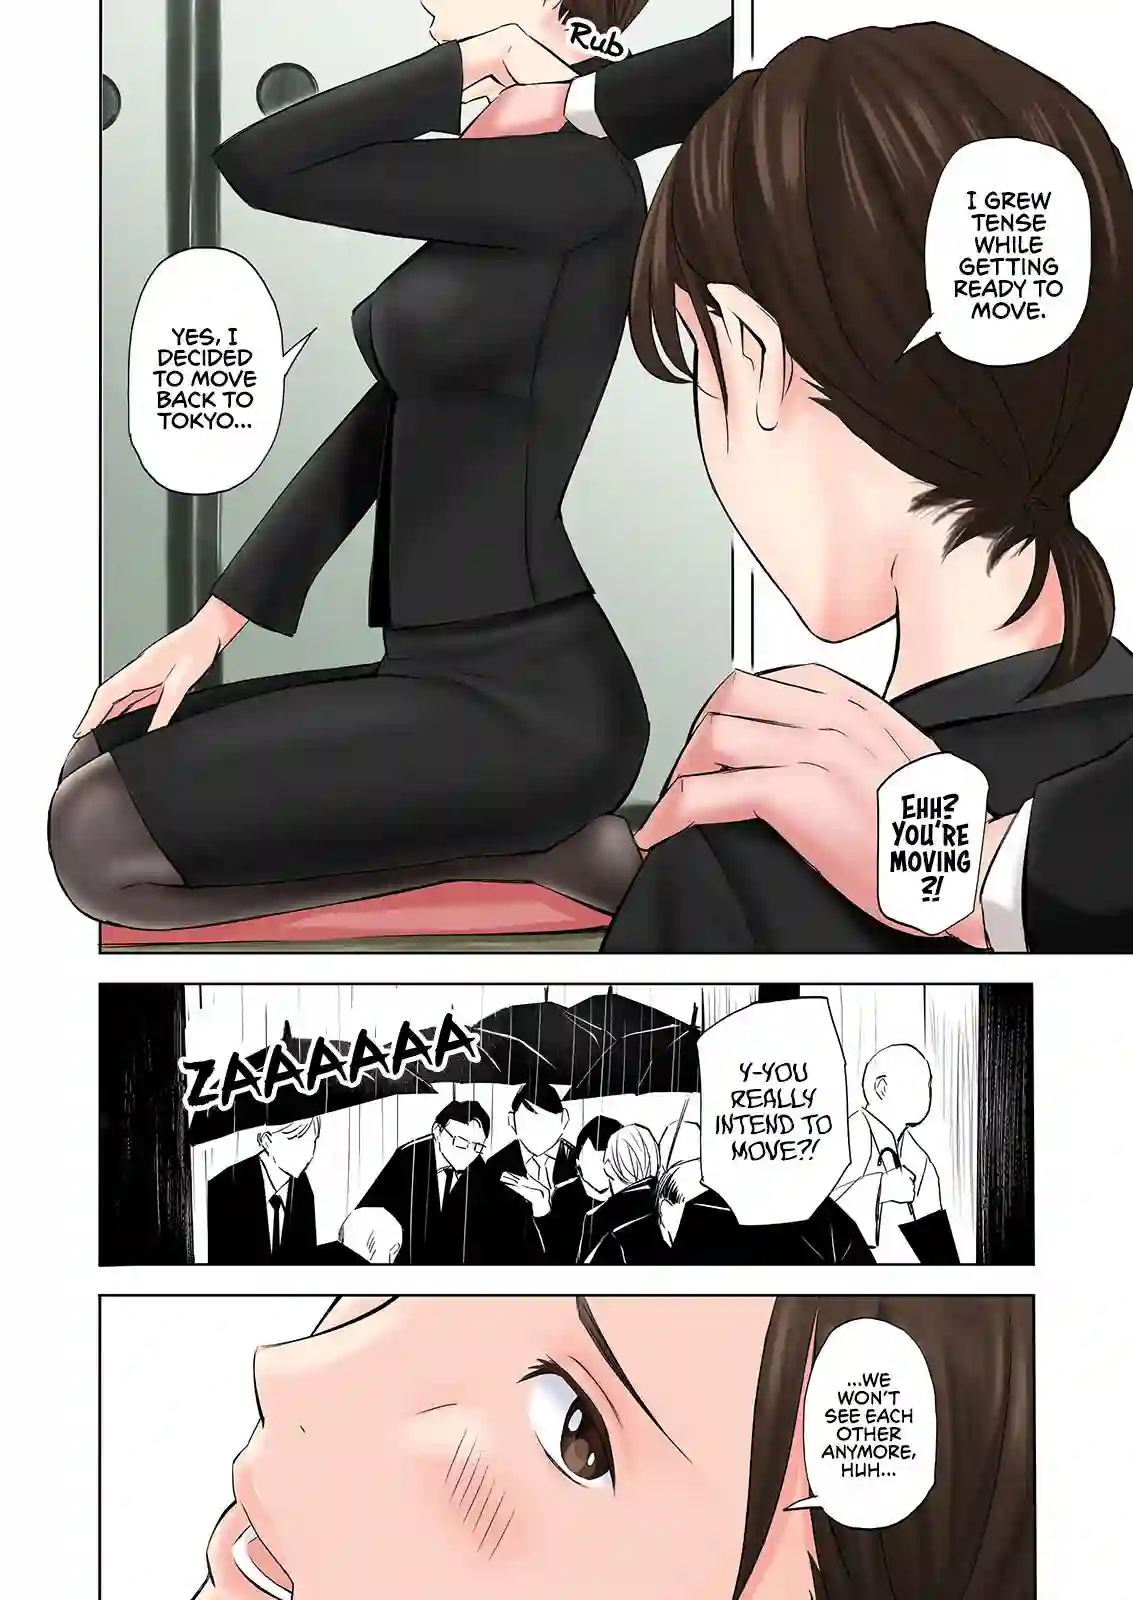 Rub
I GREW
TENSE
WHILE
GETTING
READY TO
MOVE.
YES, I
DECIDED
TO MOVE
BACK TO
TOKYO...
EHH?
YOU'RE
MOVING
?!
ZAAAAAAA
Y-YOU
REALLY
INTEND TO
MOVE?!
...WE
WON'T
SEE EACH
OTHER
ANYMORE,
HUH...